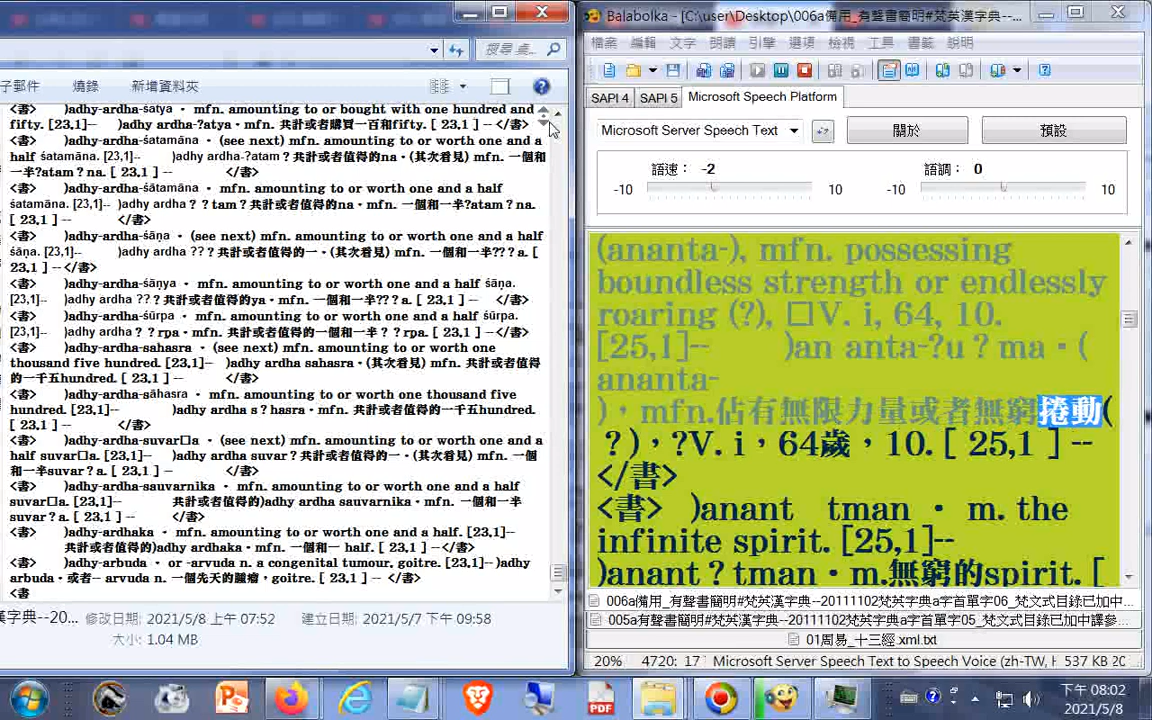 搜尋桌...
子郵件 燒錄 新增資料夾
<書> )adhy-ardha-śatya‧mfn. amounting to or bought with one hundred and
fifty. [23,1]-- )adhy ardha-?atya‧mfn. 共計或者購買一百和fifty. [ 23,1 ] --</書>
<書> )adhy-ardha-śatamāna‧(see next) mfn. amounting to or worth one and a
half śatamāna. [23,1]-- )adhy ardha-?atam ? 共計或者值得的na‧(其次看見) mfn. 一個和
一半?atam ? na. [ 23,1 ] -- </書>
<書> )adhy-ardha-śātamāna‧mfn. amounting to or worth one and a half
śatamāna. [23,1]-- )adhy ardha ? ? tam ? 共計或者值得的na‧mfn. 一個和一半?atam ? na. [
23,1 ] -- </書>
<書> )adhy-ardha-śāṇa‧(see next) mfn. amounting to or worth one and a half
śāṇa. [23,1]-- )adhy ardha ?? ? 共計或者值得的一‧(其次看見) mfn. 一個和一半? ? ? a. [
23,1 ] --</書>
<書> )adhy-ardha-śāṇya‧mfn. amounting to or worth one and a half śāṇa.
[23,1]-- )adhy ardha ?? ? 共計或者值得的ya‧mfn. 一個和一半? ? ? a. [ 23,1 ] -- </書>
<書> )adhy-ardha-śūrpa‧mfn. amounting to or worth one and a half śūrpa.
[23,1]-- )adhy ardha ? ? rpa‧mfn. 共計或者值得的一個和一半 ? ? rpa. [ 23,1 ] -- </書>
<書> )adhy-ardha-sahasra‧(see next) mfn. amounting to or worth one
thousand five hundred. [23,1]-- )adhy ardha sahasra‧(其次看見) mfn. 共計或者值得
的一千五hundred. [ 23,1 ] -- </書>
<書> )adhy-ardha-sāhasra‧mfn. amounting to or worth one thousand five
hundred. [23,1]-- )adhy ardha s ? hasra‧mfn. 共計或者值得的一千五hundred.
[ 23,1 ] -- </書>
<書> )adhy-ardha-suvar□a‧(see next) mfn. amounting to or worth one and a
half suvar□a. [23,1]-- )adhy ardha suvar ? 共計或者值得的一‧(其次看見) mfn. 一個
和一半suvar ? a. [ 23,1 ] -- </書>
<書> )adhy-ardha-sauvarnika‧mfn. amounting to or worth one and a half
suvar□a. [23,1]-- 共計或者值得的)adhy ardha sauvarnika‧mfn. 一個和一半
suvar ? a. [ 23,1 ] -- </書>
<書> )adhy-ardhaka‧mfn. amounting to or worth one and a half. [23,1]--
共計或者值得的)adhy ardhaka‧mfn. 一個和一 half. [ 23,1 ] --</書>
<書> )adhy-arbuda‧or -arvuda n. a congenital tumour, goitre. [23,1]--)adhy
arbuda‧或者-- arvuda n. 一個先天的腫瘤，goitre. [ 23,1 ] -- </書>
<書
漢字典--20... 修改日期: 2021/5/8 上午 07:52 建立日期: 2021/5/7 下午 09:58
大小: 1.04 MB
Balabolka - [C:\user\Desktop\006a備用_有聲書簡明#梵英漢字典--...
檔案 編輯 文字 朗讀 引擎 選項 檢視 工具 書籤 說明
SAPI 4 SAPI 5 Microsoft Speech Platform
Microsoft Server Speech Text 關於 預設
語速: -2 語調: 0
-10 10 -10 10
(ananta-), mfn. possessing
boundless strength or endlessly
roaring (?), □V. i, 64, 10.
[25,1]-- )an anta-?u ? ma‧(
ananta-
)，mfn.佔有無限力量或者無窮捲動(
?)，?V. i，64歲，10. [ 25,1 ] --
</書>
<書> )anant tman‧m. the
infinite spirit. [25,1]--
)anant ? tman‧m.無窮的spirit. [
006a備用_有聲書簡明#梵英漢字典--20111102梵英字典a字首單字06_梵文式目錄已加中...
005a有聲書簡明#梵英漢字典--20111102梵英字典a字首單字05_梵文式目錄已加中譯參...
01周易_十三經.xml.txt
20% 4720: 17 Microsoft Server Speech Text to Speech Voice (zh-TW, H 537 KB 20
下午 08:02
2021/5/8